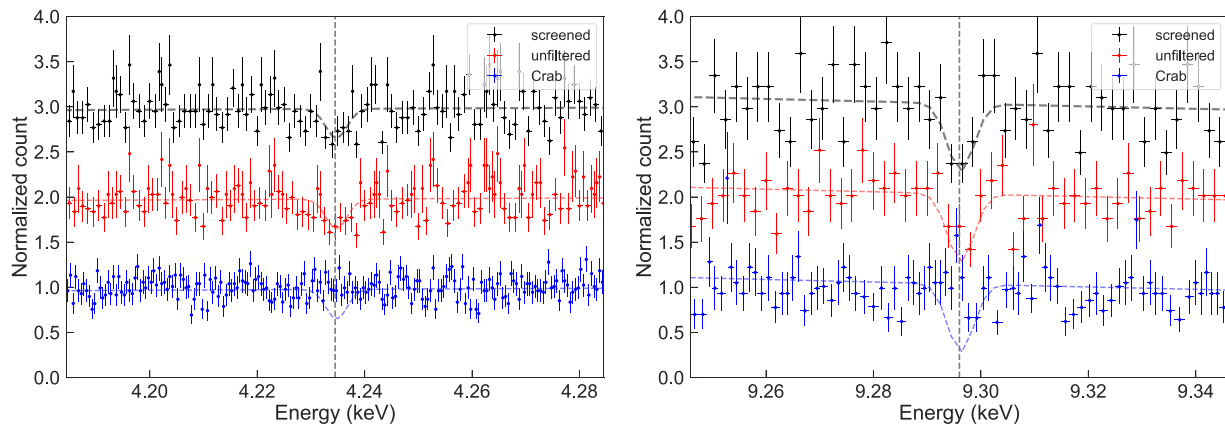 4.0
3.5
3.0
2.5
2.0
1.5
1.0
0.5
0.0
Normalized count
screened
unfiltered
Crab
4.20
4.22
4.24
4.26
4.28
Energy (keV)
4.0
3.5
3.0
2.5
2.0
1.5
1.0
0.5
0.0
Normalized count
screened
unfiltered
Crab
9.26
9.28
9.30
9.32
9.34
Energy (keV)